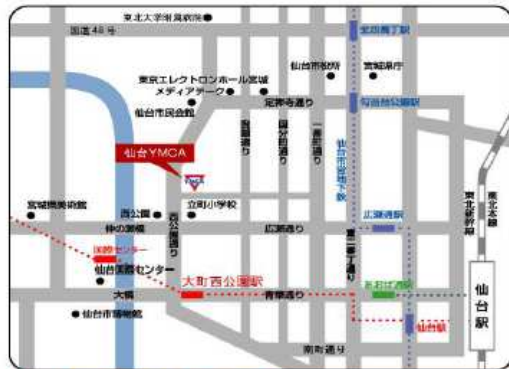 東北大学附属病院
国道48号
北四番丁駅
東京エレクトロンホール宮城
仙台市役所
宮城県庁
メディアテーク
定禅寺通り
勾当台公園駅
仙台市民会館
晩翠通り
国分町通り
一番町通り
仙台市営地下鉄
仙台YMCA
YMCA
宮城県美術館
西公園
立町小学校
広瀬通駅
東北新幹線
東北本線
仲の瀬橋
西公園通り
広瀬通り
東二番丁通り
国際センター
仙台国際センター
大町西公園駅
あおば通駅
仙台駅
大橋
青葉通り
仙台市博物館
仙台駅
南町通り